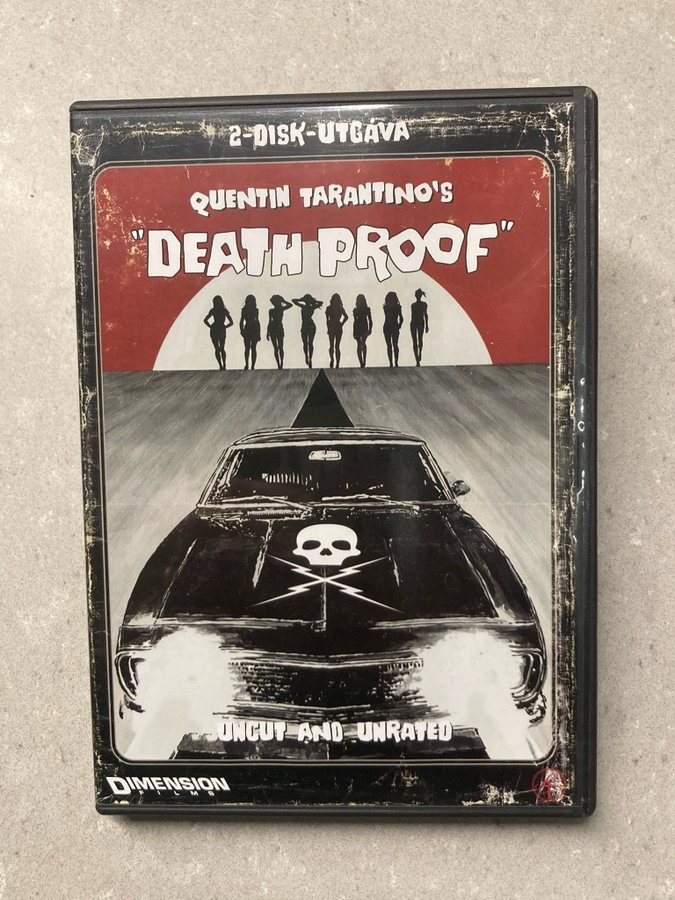 2-DISK-UTGÅVA
QUENTIN TARANTINO'S
"DEATH PROOF"
UNCUT AND UNRATED
DIMENSION
FILMS